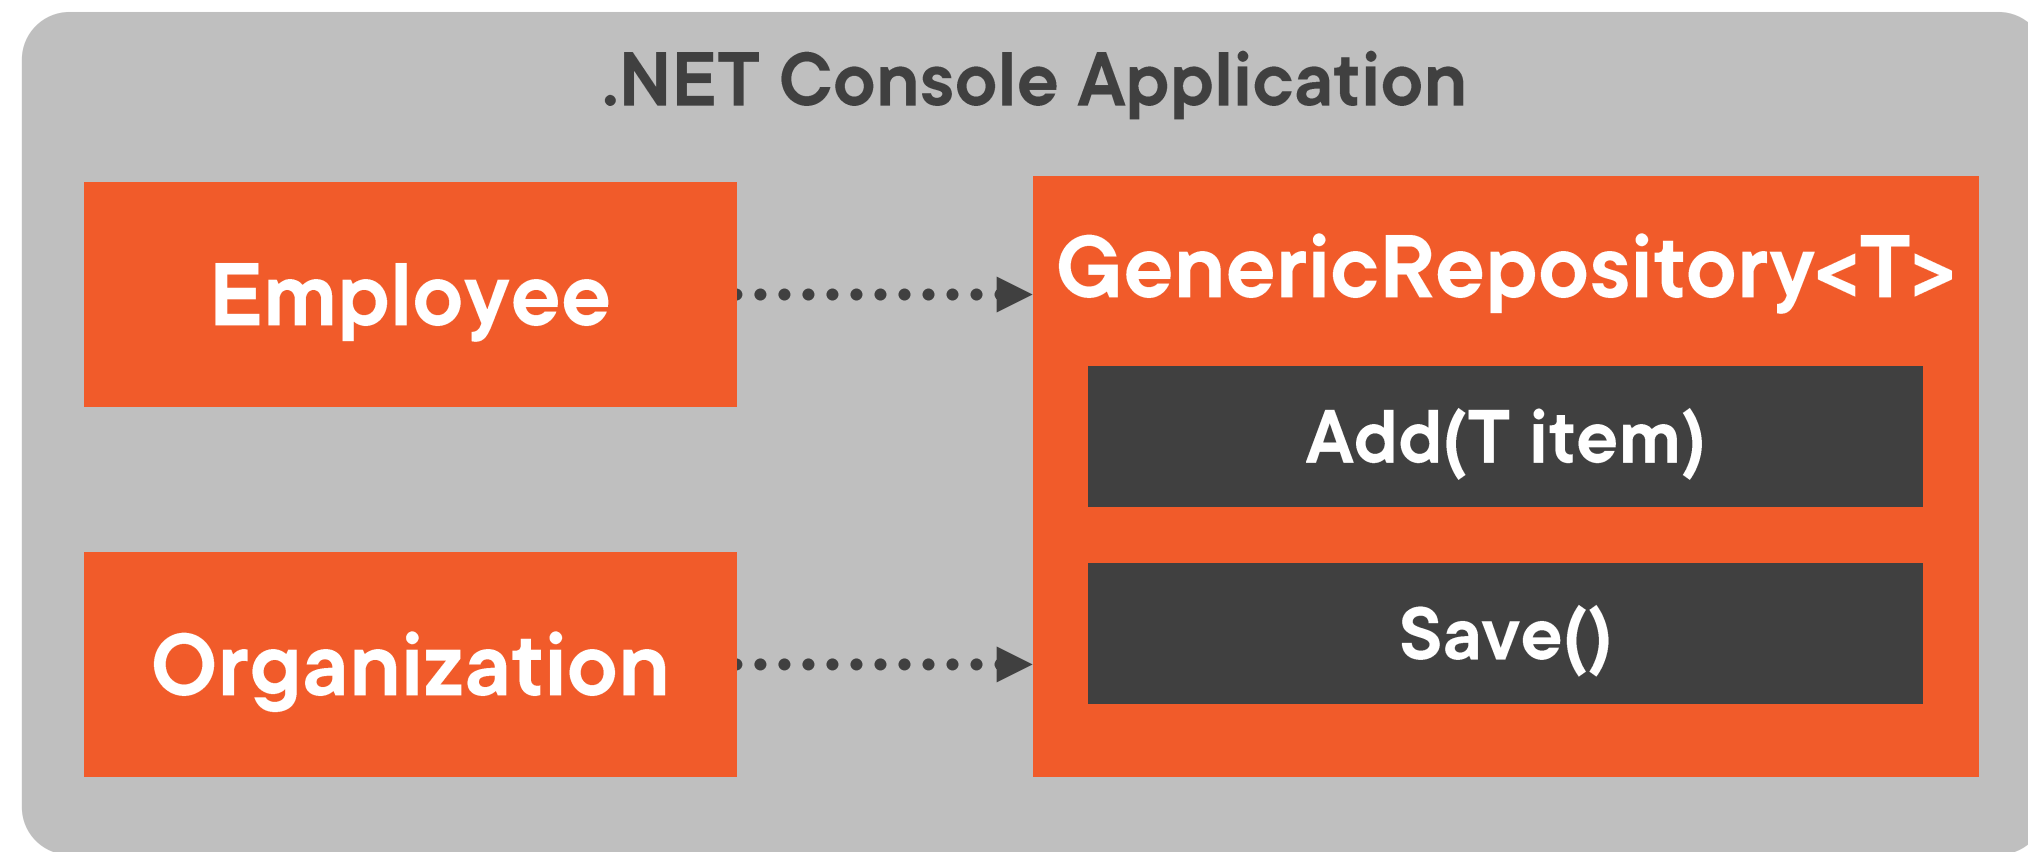 .NET Console Application
Employee
GenericRepository<T>
Add(T item)
Organization
Save()